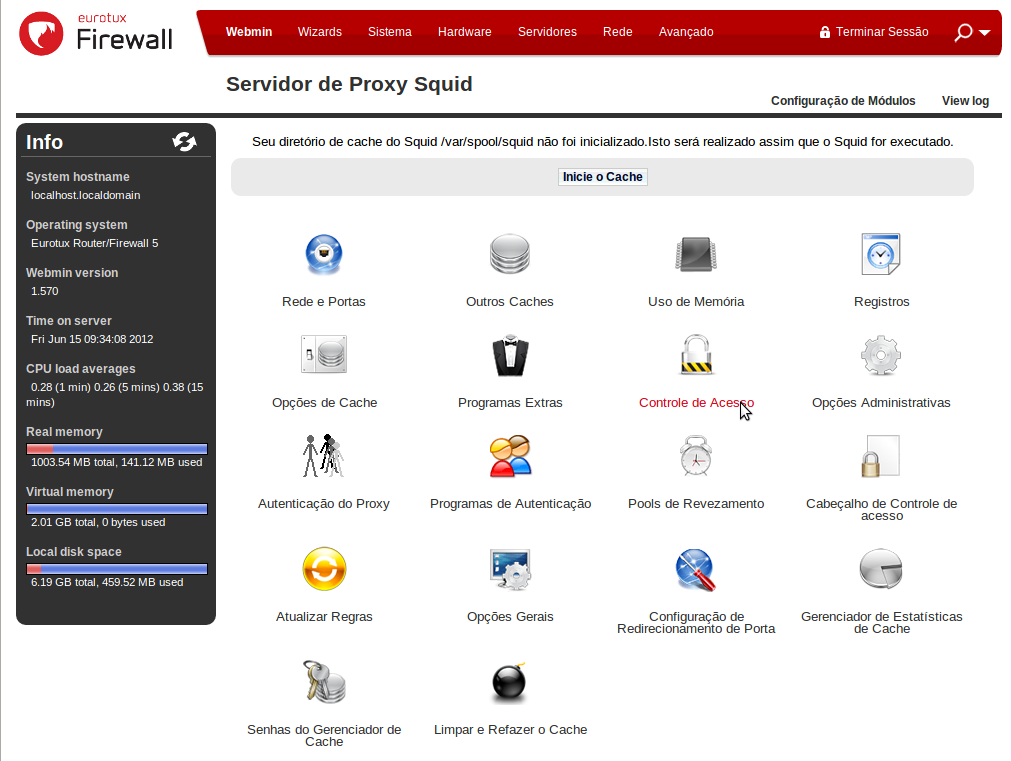 eurotux
Firewall
Webmin Wizards Sistema Hardware Servidores Rede Avançado Terminar Sessão
Servidor de Proxy Squid
Configuração de Módulos View log
Info
System hostname
localhost.localdomain
Operating system
Eurotux Router/Firewall 5
Webmin version
1.570
Time on server
Fri Jun 15 09:34:08 2012
CPU load averages
0.28 (1 min) 0.26 (5 mins) 0.38 (15
mins)
Real memory
1003.54 MB total, 141.12 MB used
Virtual memory
2.01 GB total, 0 bytes used
Local disk space
6.19 GB total, 459.52 MB used
Seu diretório de cache do Squid /var/spool/squid não foi inicializado.Isto será realizado assim que o Squid for executado.
Inicie o Cache
Rede e Portas
Outros Caches
Uso de Memória
Registros
Opções de Cache
Programas Extras
Controle de Acesso
Opções Administrativas
Autenticação do Proxy
Programas de Autenticação
Pools de Revezamento
Cabeçalho de Controle de
acesso
Atualizar Regras
Opções Gerais
Configuração de
Redirecionamento de Porta
Gerenciador de Estatísticas
de Cache
Senhas do Gerenciador de
Cache
Limpar e Refazer o Cache